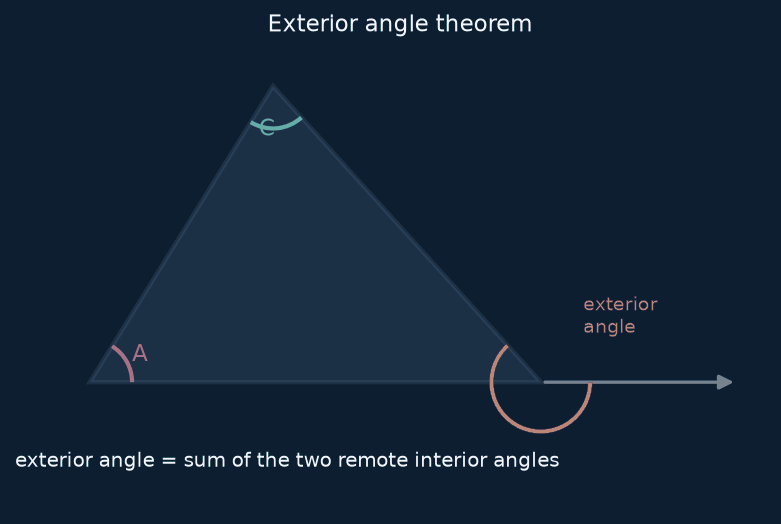 Exterior angle theorem
C
exterior
angle
A
exterior angle = sum of the two remote interior angles